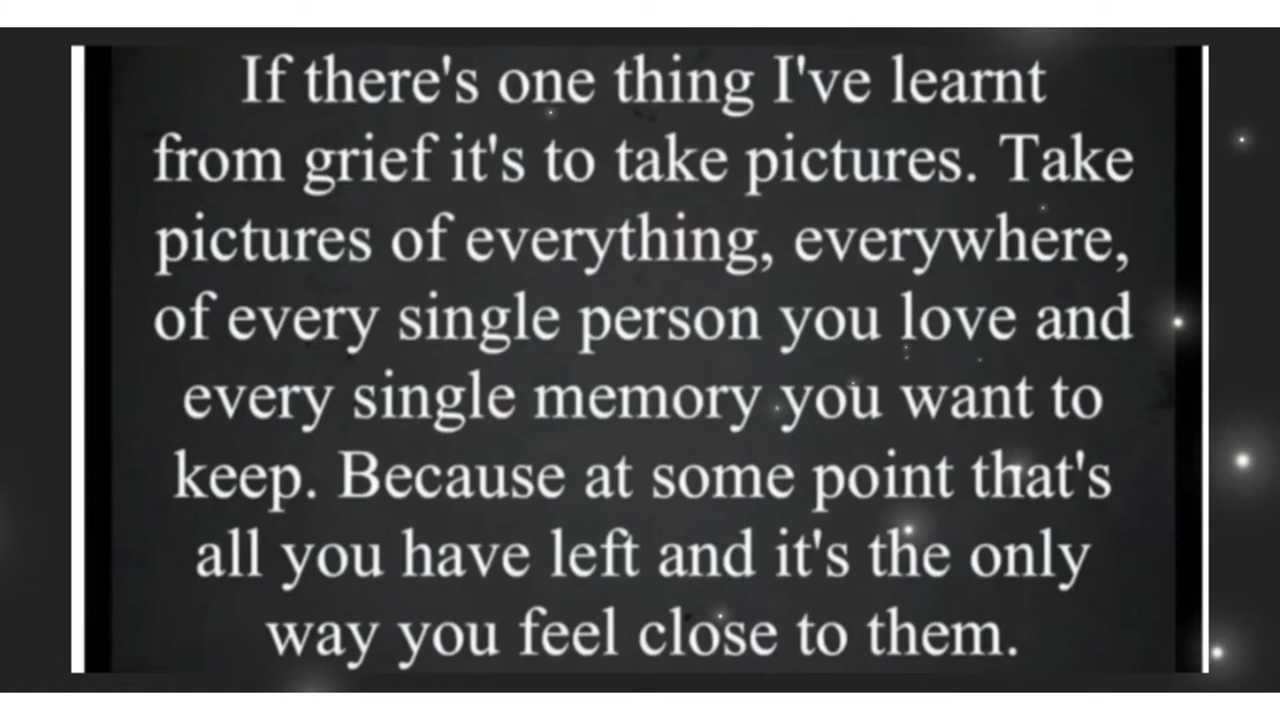 If there's one thing I've learnt
from grief it's to take pictures. Take
pictures of everything, everywhere,
of every single person you love and
every single memory you want to
keep. Because at some point that's
all you have left and it's the only
way you feel close to them.